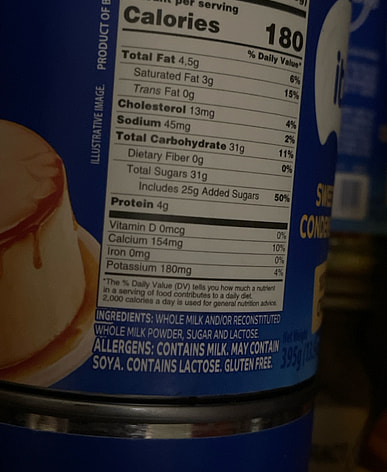 per serving
Calories 180
% Daily Value*
Total Fat 4,5g 6%
Saturated Fat 3g 15%
Trans Fat 0g
Cholesterol 13mg 4%
Sodium 45mg 2%
Total Carbohydrate 31g 11%
Dietary Fiber 0g 0%
Total Sugars 31g
Includes 25g Added Sugars 50%
Protein 4g
Vitamin D 0mcg 0%
Calcium 154mg 10%
Iron 0mg 0%
Potassium 180mg 4%
*The % Daily Value (DV) tells you how much a nutrient
in a serving of food contributes to a daily diet.
2,000 calories a day is used for general nutrition advice.
INGREDIENTS: WHOLE MILK AND/OR RECONSTITUTED
WHOLE MILK POWDER, SUGAR AND LACTOSE.
ALLERGENS: CONTAINS MILK. MAY CONTAIN
SOYA. CONTAINS LACTOSE. GLUTEN FREE.
ILLUSTRATIVE IMAGE.
PRODUCT OF B
it
SWEE
CONDE
Net Weight
395g